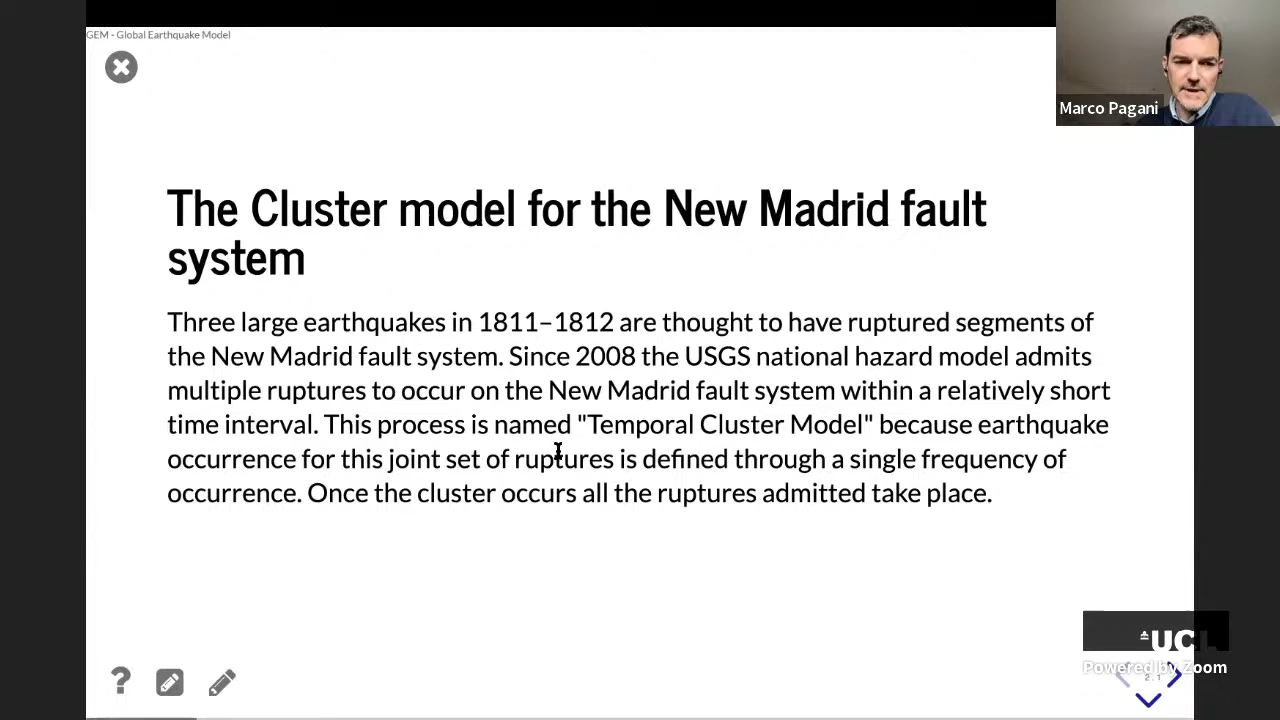 GEM - Global Earthquake Model
Marco Pagani
The Cluster model for the New Madrid fault
system
Three large earthquakes in 1811–1812 are thought to have ruptured segments of
the New Madrid fault system. Since 2008 the USGS national hazard model admits
multiple ruptures to occur on the New Madrid fault system within a relatively short
time interval. This process is named "Temporal Cluster Model" because earthquake
occurrence for this joint set of ruptures is defined through a single frequency of
occurrence. Once the cluster occurs all the ruptures admitted take place.
?
UCL
Powered by Zoom
2.1